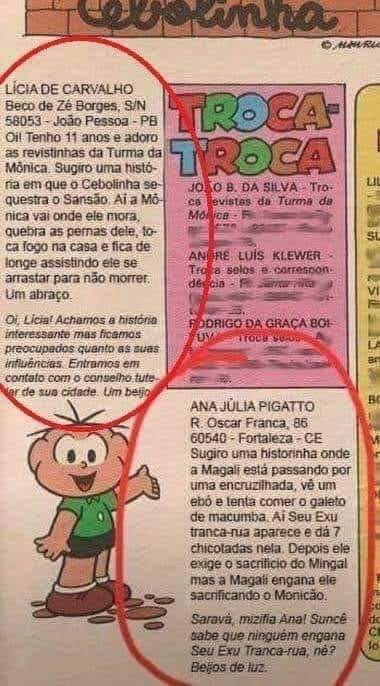 Cebolinha
LÍCIA DE CARVALHO
Beco de Zé Borges, S/N
58053 - João Pessoa - PB
Oi! Tenho 11 anos e adoro
as revistinhas da Turma da
Mônica. Sugiro uma histó-
ria em que o Cebolinha se-
questra o Sansão. Aí a Mô-
nica vai onde ele mora,
quebra as pernas dele, to-
ca fogo na casa e fica de
longe assistindo ele se
arrastar para não morrer.
Um abraço.
Oi, Lícia! Achamos a história
interessante mas ficamos
preocupados quanto as suas
influências. Entramos em
contato com o conselho tute-
lar de sua cidade. Um beijo
TROCA-
TROCA
JOÃO B. DA SILVA - Tro-
ca revistas da Turma da
Mônica - R.
ANDRÉ LUÍS KLEWER -
Troca selos e correspon-
dência - R.
RODRIGO DA GRAÇA BOI-
Troca selos - A
ANA JÚLIA PIGATTO
R. Oscar Franca, 86
60540 - Fortaleza - CE
Sugiro uma historinha onde
a Magali está passando por
uma encruzilhada, vê um
ebó e tenta comer o galeto
de macumba. Aí Seu Exu
tranca-rua aparece e dá 7
chicotadas nela. Depois ele
exige o sacrifício do Mingal
mas a Magali engana ele
sacrificando o Monicão.
Saravá, mizifia Ana! Suncê
sabe que ninguém engana
Seu Exu Tranca-rua, né?
Beijos de luz.